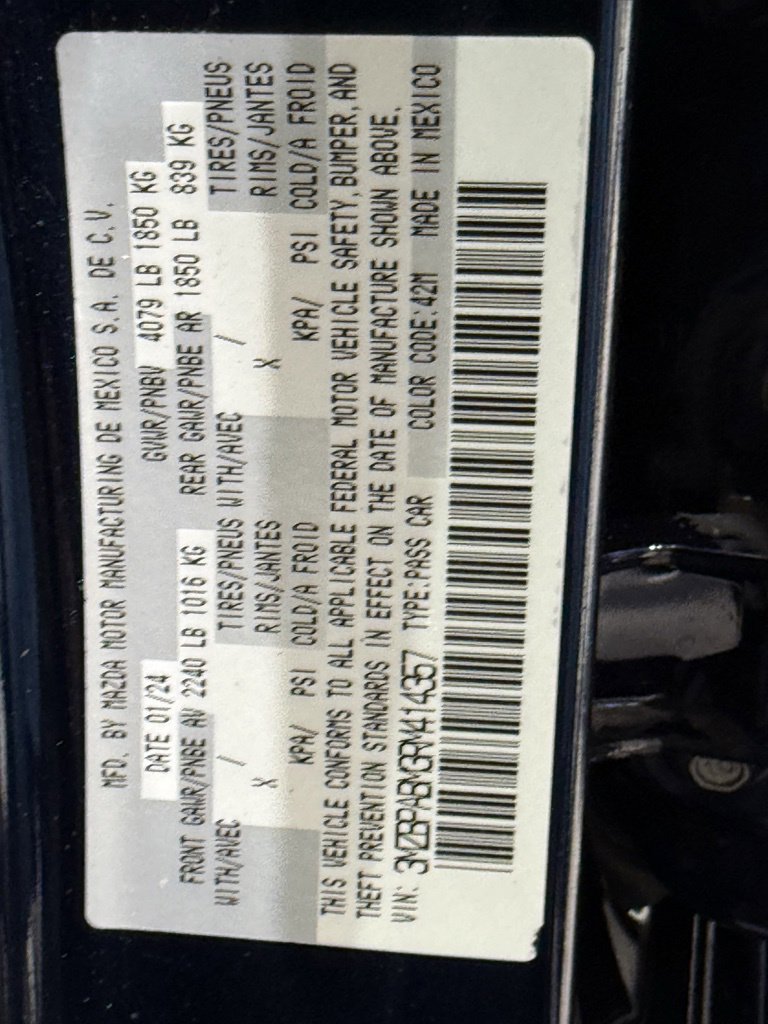 MFD. BY MAZDA MOTOR MANUFACTURING DE MEXICO S.A. DE C.V.
DATE 01/24 GVWR/PNBV 4079 LB 1850 KG
FRONT GAWR/PNBE AV 2240 LB 1016 KG REAR GAWR/PNBE AR 1850 LB 839 KG
WITH/AVEC / TIRES/PNEUS WITH/AVEC / TIRES/PNEUS
X RIMS/JANTES X RIMS/JANTES
KPA/ PSI COLD/A FROID KPA/ PSI COLD/A FROID
THIS VEHICLE CONFORMS TO ALL APPLICABLE FEDERAL MOTOR VEHICLE SAFETY,BUMPER,AND
THEFT PREVENTION STANDARDS IN EFFECT ON THE DATE OF MANUFACTURE SHOWN ABOVE.
VIN: 3MZBPABM3RM414357 TYPE:PASS CAR COLOR CODE:42M MADE IN MEXICO